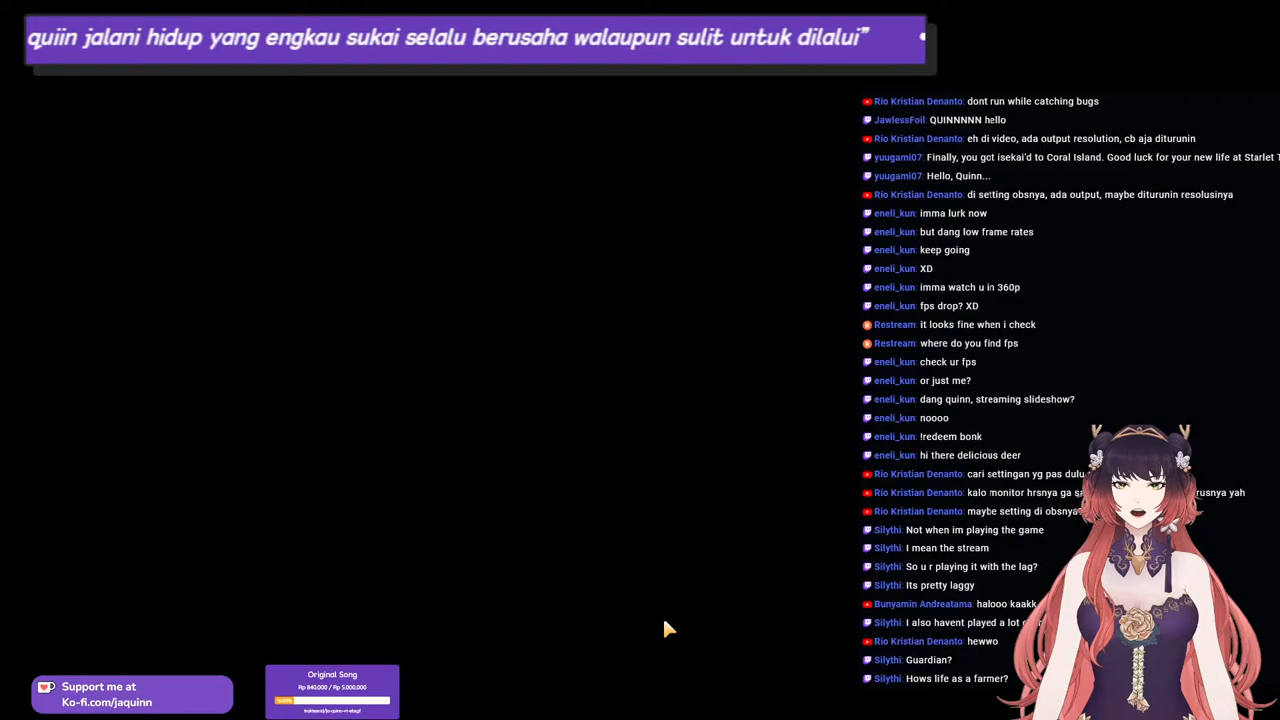 quiin jalani hidup yang engkau sukai selalu berusaha walaupun sulit untuk dilalui”
Rio Kristian Denanto: dont run while catching bugs
JawlessFoil: QUINNNNN hello
Rio Kristian Denanto: eh di video, ada output resolution, cb aja diturunin
yuugami07: Finally, you got isekai'd to Coral Island. Good luck for your new life at Starlet T
yuugami07: Hello, Quinn...
Rio Kristian Denanto: di setting obsnya, ada output, maybe diturunin resolusinya
eneli_kun: imma lurk now
eneli_kun: but dang low frame rates
eneli_kun: keep going
eneli_kun: XD
eneli_kun: imma watch u in 360p
eneli_kun: fps drop? XD
Restream: it looks fine when i check
Restream: where do you find fps
eneli_kun: check ur fps
eneli_kun: or just me?
eneli_kun: dang quinn, streaming slideshow?
eneli_kun: noooo
eneli_kun: !redeem bonk
eneli_kun: hi there delicious deer
Rio Kristian Denanto: cari settingan yg pas dulu
Rio Kristian Denanto: kalo monitor hrsnya ga sa rusnya yah
Rio Kristian Denanto: maybe setting di obsnya?
Silythi: Not when im playing the game
Silythi: I mean the stream
Silythi: So u r playing it with the lag?
Silythi: Its pretty laggy
Bunyamin Andreatama: halooo kaakk
Silythi: I also havent played a lot
Rio Kristian Denanto: hewwo
Silythi: Guardian?
Silythi: Hows life as a farmer?
Support me at
Ko-fi.com/jaquinn
Original Song
Rp 840.000 / Rp 5.000.000